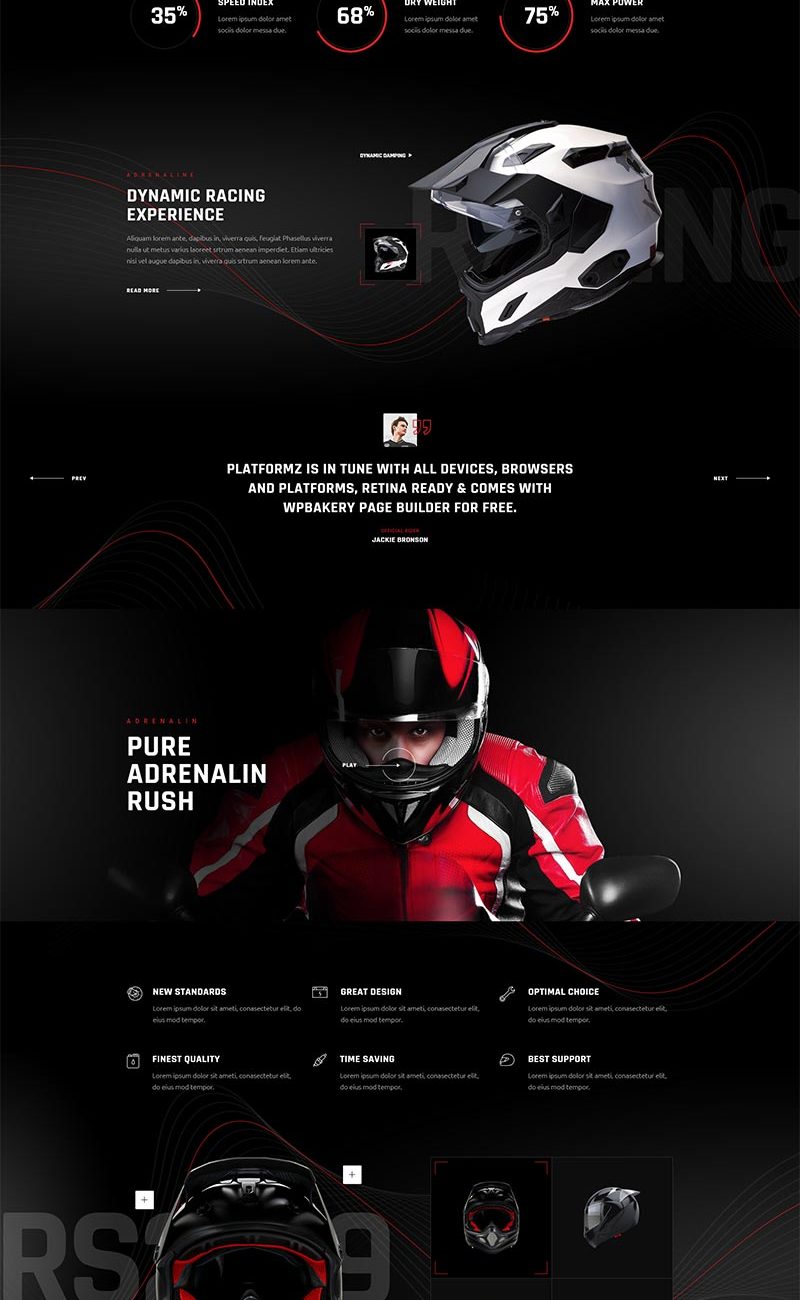 35%
SPEED INDEX
Lorem ipsum dolor amet
sociis dolor messa due.
68%
DRY WEIGHT
Lorem ipsum dolor amet
sociis dolor messa due.
75%
MAX POWER
Lorem ipsum dolor amet
sociis dolor messa due.
DYNAMIC DAMPING
ADRENALINE
DYNAMIC RACING
EXPERIENCE
Aliquam lorem ante, dapibus in, viverra quis, feugiat Phasellus viverra
nulla ut metus varius laoreet srtrum aenean imperdiet. Etiam ultricies
nisi vel augue dapibus in, viverra quis srtrum aenean lorem ante.
READ MORE
PREV
PLATFORMZ IS IN TUNE WITH ALL DEVICES, BROWSERS
AND PLATFORMS, RETINA READY & COMES WITH
WPBAKERY PAGE BUILDER FOR FREE.
NEXT
OFFICIAL RIDER
JACKIE BRONSON
ADRENALIN
PURE
ADRENALIN
RUSH
PLAY
NEW STANDARDS
Lorem ipsum dolor sit ameti, consectetur elit, do
eius mod tempor.
GREAT DESIGN
Lorem ipsum dolor sit ameti, consectetur elit,
do eius mod tempor.
OPTIMAL CHOICE
Lorem ipsum dolor sit ameti, consectetur elit,
do eius mod tempor.
FINEST QUALITY
Lorem ipsum dolor sit ameti, consectetur elit,
do eius mod tempor.
TIME SAVING
Lorem ipsum dolor sit ameti, consectetur elit,
do eius mod tempor.
BEST SUPPORT
Lorem ipsum dolor sit ameti, consectetur elit,
do eius mod tempor.